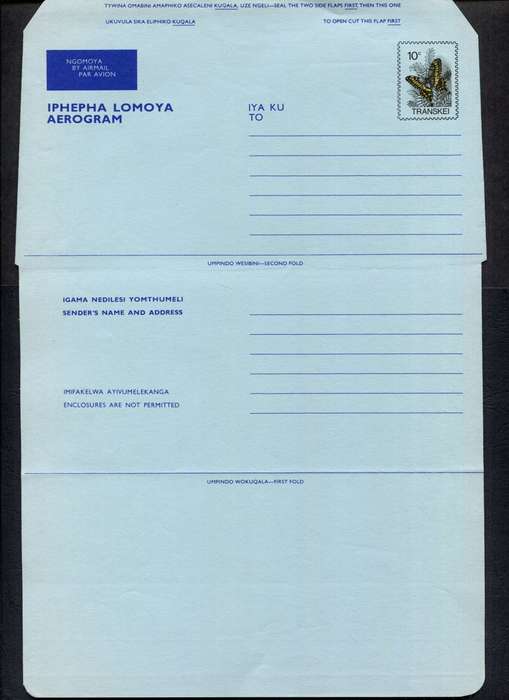 TYWINA OMABINI AMAPHIKO ASECALENI KUQALA, UZE NGELI—SEAL THE TWO SIDE FLAPS FIRST, THEN THIS ONE
UKUVULA SIKA ELIPHIKO KUQALA TO OPEN CUT THIS FLAP FIRST
NGOMOYA
BY AIRMAIL
PAR AVION
10c
TRANSKEI
IPHEPHA LOMOYA
AEROGRAM
IYA KU
TO
UMPINDO WESIBINI—SECOND FOLD
IGAMA NEDILESI YOMTHUMELI
SENDER'S NAME AND ADDRESS
IMIFAKELWA AYIVUMELEKANGA
ENCLOSURES ARE NOT PERMITTED
UMPINDO WOKUQALA—FIRST FOLD